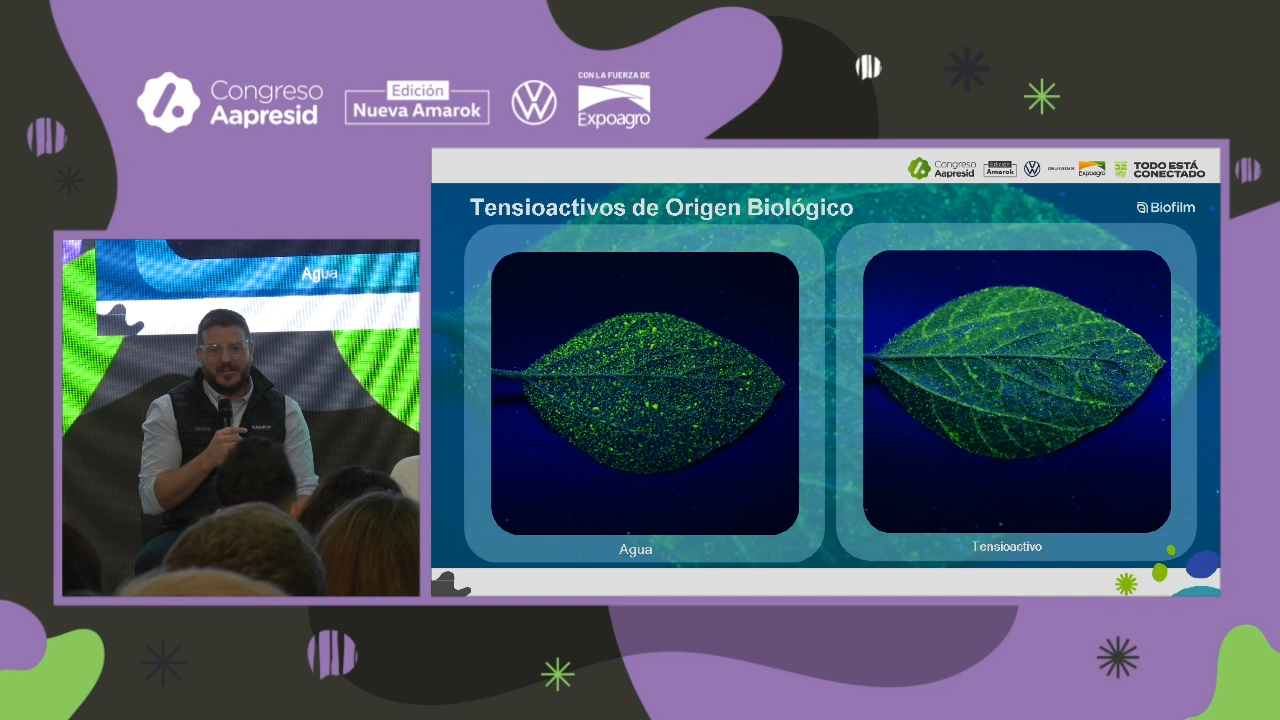 Congreso
Aapresid
Edición
Nueva Amarok
CON LA FUERZA DE
Expoagro
Congreso
Aapresid
Edición
Amarok
Expoagro
TODO ESTÁ
CONECTADO
Tensioactivos de Origen Biológico
Biofilm
Agua
Agua
Tensioactivo